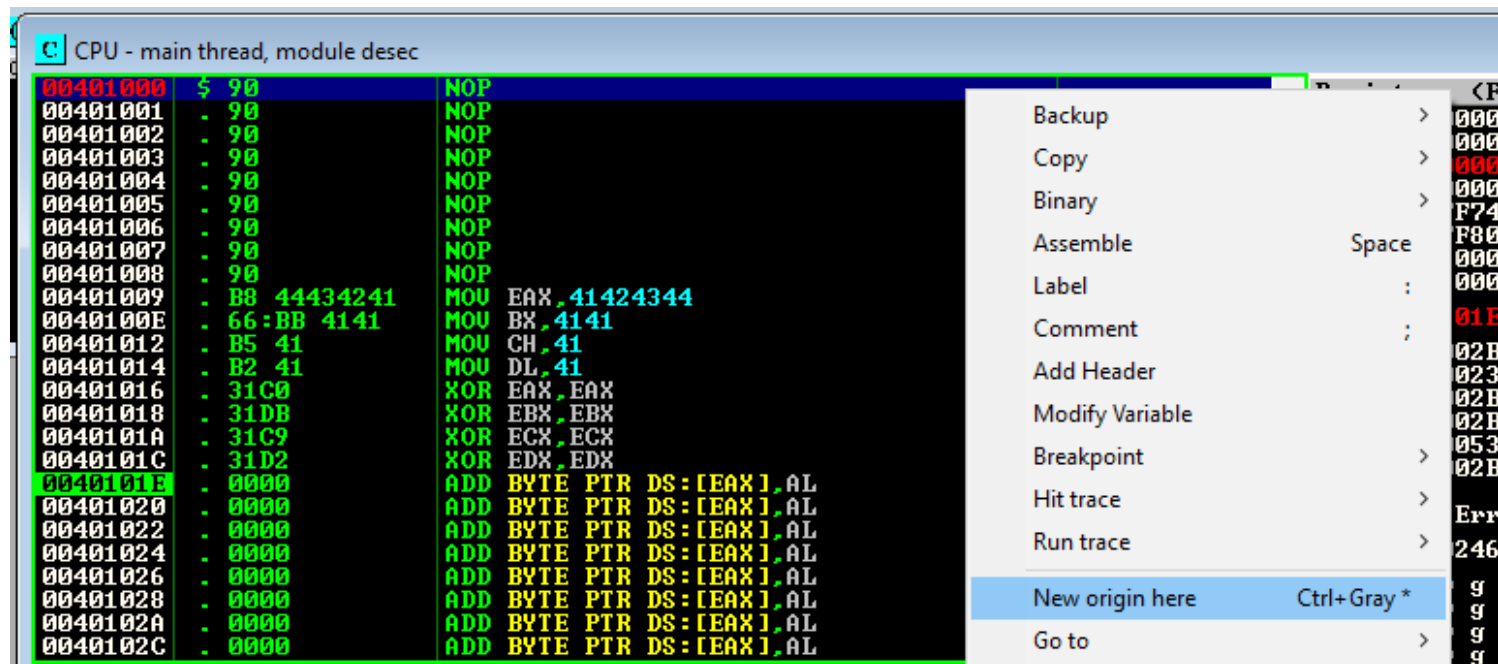 C CPU - main thread, module desec
00401000 $ 90 NOP
00401001 . 90 NOP
00401002 . 90 NOP
00401003 . 90 NOP
00401004 . 90 NOP
00401005 . 90 NOP
00401006 . 90 NOP
00401007 . 90 NOP
00401008 . 90 NOP
00401009 . B8 44434241 MOV EAX,41424344
0040100E . 66:BB 4141 MOV BX,4141
00401012 . B5 41 MOV CH,41
00401014 . B2 41 MOV DL,41
00401016 . 31C0 XOR EAX,EAX
00401018 . 31DB XOR EBX,EBX
0040101A . 31C9 XOR ECX,ECX
0040101C . 31D2 XOR EDX,EDX
0040101E . 0000 ADD BYTE PTR DS:[EAX],AL
00401020 . 0000 ADD BYTE PTR DS:[EAX],AL
00401022 . 0000 ADD BYTE PTR DS:[EAX],AL
00401024 . 0000 ADD BYTE PTR DS:[EAX],AL
00401026 . 0000 ADD BYTE PTR DS:[EAX],AL
00401028 . 0000 ADD BYTE PTR DS:[EAX],AL
0040102A . 0000 ADD BYTE PTR DS:[EAX],AL
0040102C . 0000 ADD BYTE PTR DS:[EAX],AL
Backup >
Copy >
Binary >
Assemble Space
Label :
Comment ;
Add Header
Modify Variable
Breakpoint >
Hit trace >
Run trace >
New origin here Ctrl+Gray *
Go to >